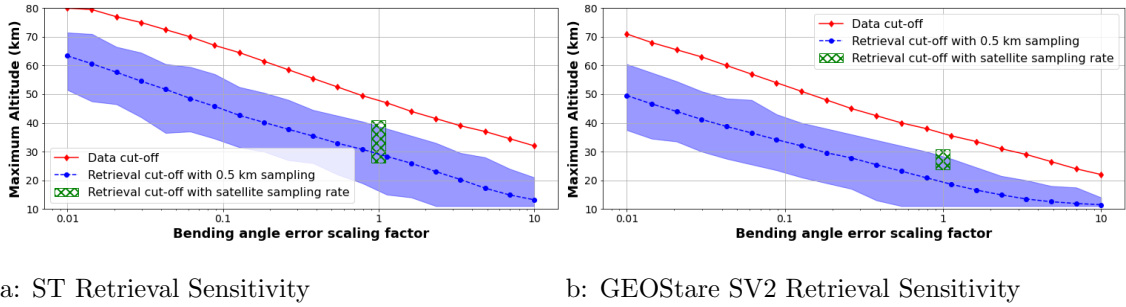 80
70
60
50
40
30
20
10
Maximum Altitude (km)
Data cut-off
Retrieval cut-off with 0.5 km sampling
Retrieval cut-off with satellite sampling rate
0.01
0.1
1
10
Bending angle error scaling factor
a: ST Retrieval Sensitivity
80
70
60
50
40
30
20
10
Maximum Altitude (km)
Data cut-off
Retrieval cut-off with 0.5 km sampling
Retrieval cut-off with satellite sampling rate
0.01
0.1
1
10
Bending angle error scaling factor
b: GEOStare SV2 Retrieval Sensitivity